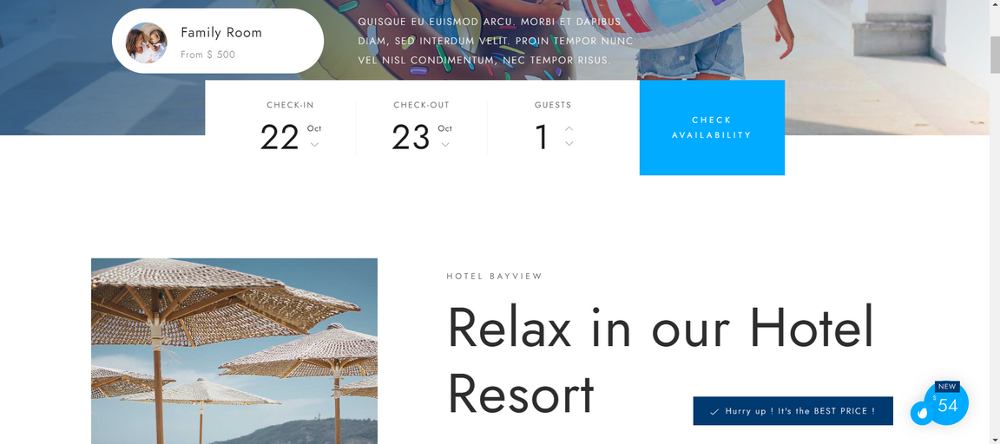 Family Room
From $ 500
QUISQUE EU EUISMOD ARCU. MORBI ET DAPIBUS
DIAM, SED INTERDUM VELIT. PROIN TEMPOR NUNC
VEL NISL CONDIMENTUM, NEC TEMPOR RISUS.
CHECK-IN
22 Oct
CHECK-OUT
23 Oct
GUESTS
1
CHECK
AVAILABILITY
HOTEL BAYVIEW
Relax in our Hotel
Resort
Hurry up ! It's the BEST PRICE !
NEW
$ 54